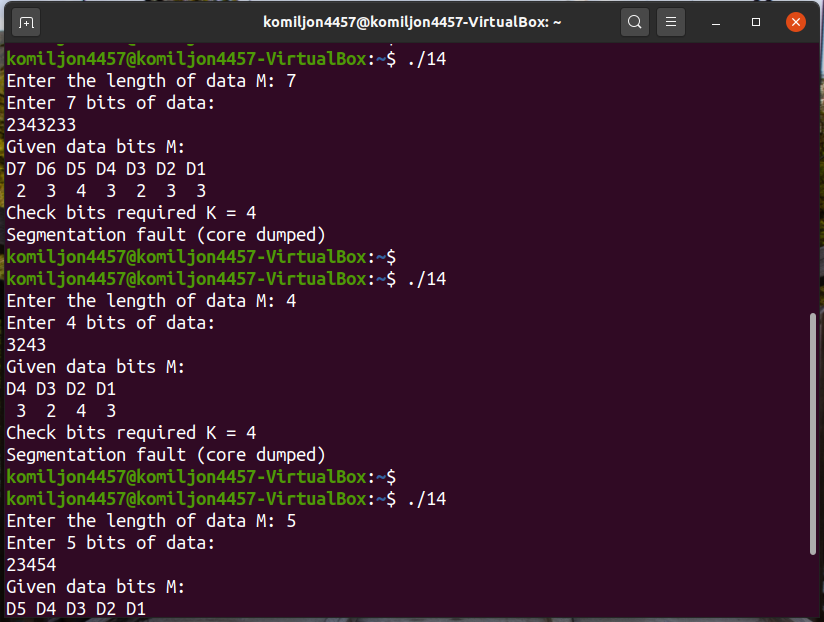 komiljon4457@komiljon4457-VirtualBox: ~
komiljon4457@komiljon4457-VirtualBox:~$ ./14
Enter the length of data M: 7
Enter 7 bits of data:
2343233
Given data bits M:
D7 D6 D5 D4 D3 D2 D1
 2  3  4  3  2  3  3
Check bits required K = 4
Segmentation fault (core dumped)
komiljon4457@komiljon4457-VirtualBox:~$
komiljon4457@komiljon4457-VirtualBox:~$ ./14
Enter the length of data M: 4
Enter 4 bits of data:
3243
Given data bits M:
D4 D3 D2 D1
 3  2  4  3
Check bits required K = 4
Segmentation fault (core dumped)
komiljon4457@komiljon4457-VirtualBox:~$
komiljon4457@komiljon4457-VirtualBox:~$ ./14
Enter the length of data M: 5
Enter 5 bits of data:
23454
Given data bits M:
D5 D4 D3 D2 D1